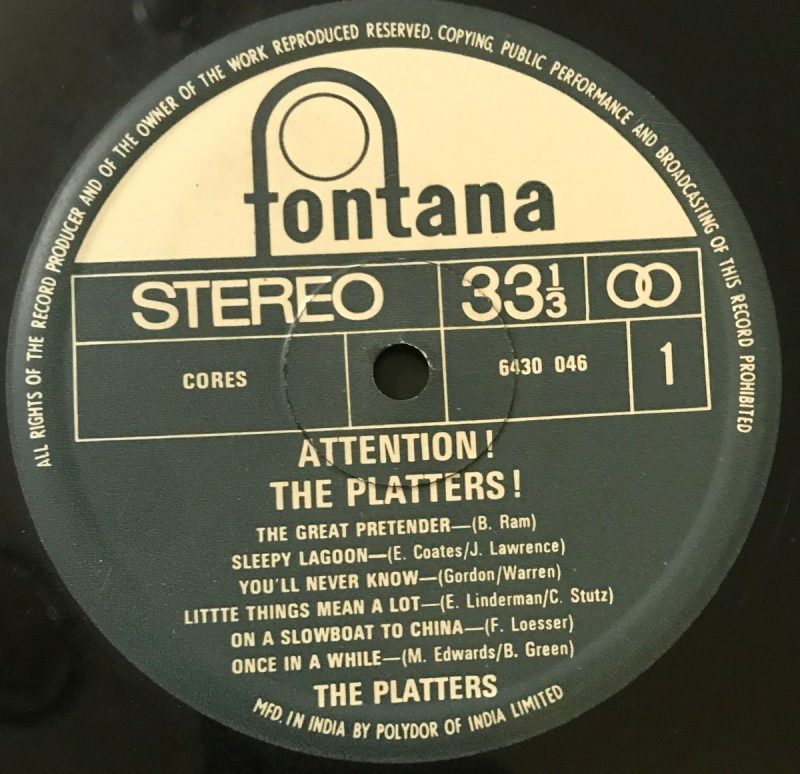 ALL RIGHTS OF THE RECORD PRODUCER AND OF THE OWNER OF THE WORK REPRODUCED RESERVED. COPYING, PUBLIC PERFORMANCE AND BROADCASTING OF THIS RECORD PROHIBITED
fontana
STEREO 33 1/3
CORES 6430 046 1
ATTENTION!
THE PLATTERS!
THE GREAT PRETENDER—(B. Ram)
SLEEPY LAGOON—(E. Coates/J. Lawrence)
YOU'LL NEVER KNOW—(Gordon/Warren)
LITTTE THINGS MEAN A LOT—(E. Linderman/C. Stutz)
ON A SLOWBOAT TO CHINA—(F. Loesser)
ONCE IN A WHILE—(M. Edwards/B. Green)
THE PLATTERS
MFD. IN INDIA BY POLYDOR OF INDIA LIMITED